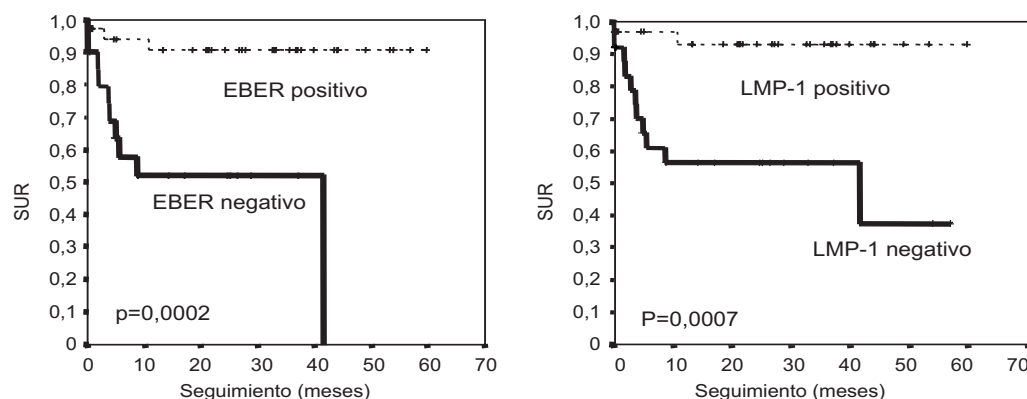 1,0
0,9
0,8
0,7
0,6
0,5
0,4
0,3
0,2
0,1
0
SUR
EBER positivo
EBER negativo
p=0,0002
0 10 20 30 40 50 60 70
Seguimiento (meses)
1,0
0,9
0,8
0,7
0,6
0,5
0,4
0,3
0,2
0,1
0
SUR
LMP-1 positivo
LMP-1 negativo
P=0,0007
0 10 20 30 40 50 60 70
Seguimiento (meses)